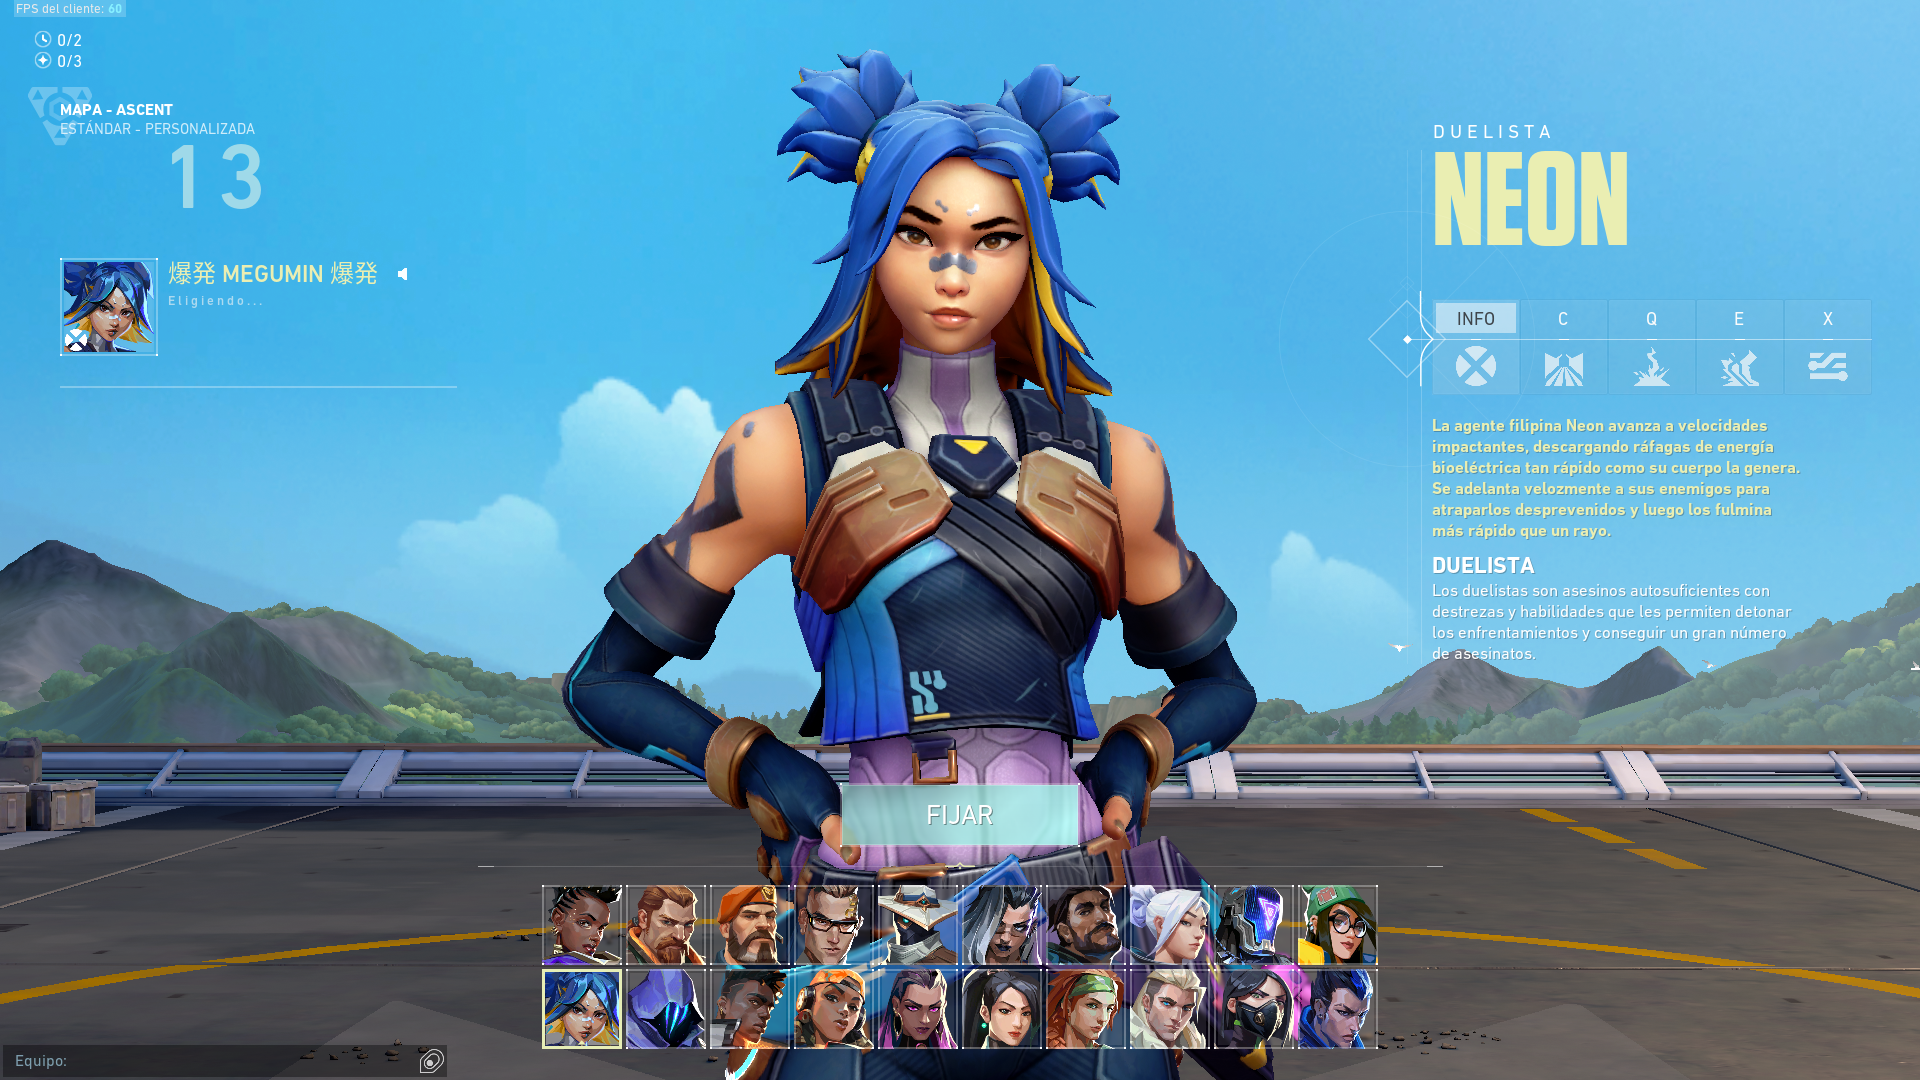 FPS del cliente: 60
0/2
0/3
MAPA - ASCENT
ESTÁNDAR - PERSONALIZADA
13
爆発 MEGUMIN 爆発
Eligiendo...
DUELISTA
NEON
INFO C Q E X
La agente filipina Neon avanza a velocidades
impactantes, descargando ráfagas de energía
bioeléctrica tan rápido como su cuerpo la genera.
Se adelanta velozmente a sus enemigos para
atraparlos desprevenidos y luego los fulmina
más rápido que un rayo.
DUELISTA
Los duelistas son asesinos autosuficientes con
destrezas y habilidades que les permiten detonar
los enfrentamientos y conseguir un gran número
de asesinatos.
FIJAR
Equipo: